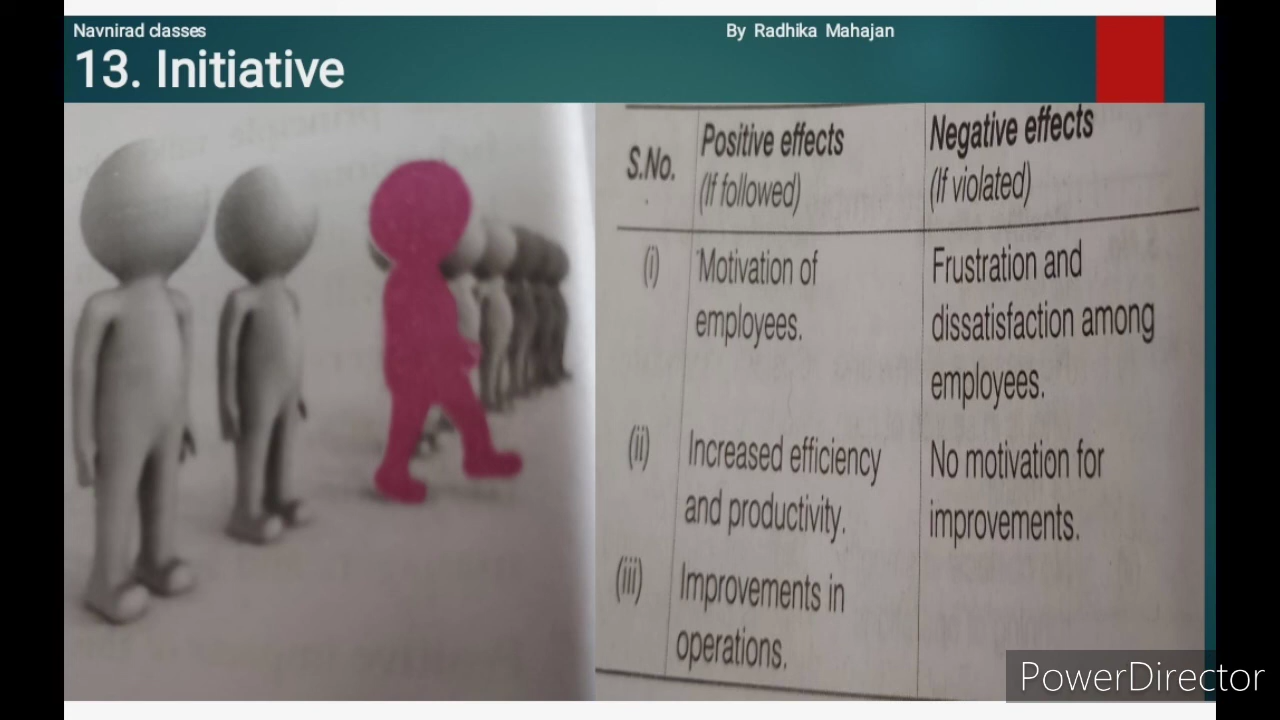 Navnirad classes
By Radhika Mahajan
13. Initiative
S.No.
Positive effects
(If followed)
Negative effects
(If violated)
(i)
Motivation of
employees.
Frustration and
dissatisfaction among
employees.
(ii)
Increased efficiency
and productivity.
No motivation for
improvements.
(iii)
Improvements in
operations.
PowerDirector